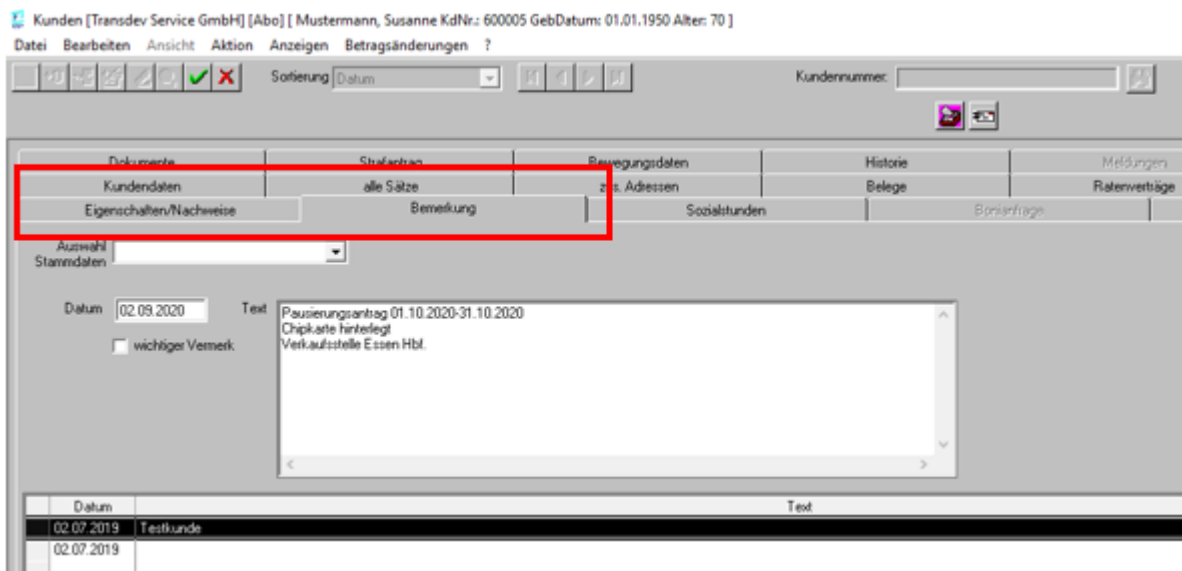 Kunden [Transdev Service GmbH] [Abo] [ Mustermann, Susanne KdNr.: 600005 GebDatum: 01.01.1950 Alter: 70 ]
Datei Bearbeiten Ansicht Aktion Anzeigen Betragsänderungen ?
Sortierung Datum Kundennummer:
Dokumente Strafantrag Bewegungsdaten Historie Meldungen
Kundendaten alle Sätze zus. Adressen Belege Ratenverträge
Eigenschaften/Nachweise Bemerkung Sozialstunden Bonianfrage
Auswahl
Stammdaten
Datum 02.09.2020 Text Pausierungsantrag 01.10.2020-31.10.2020
Chipkarte hinterlegt
wichtiger Vermerk Verkaufsstelle Essen Hbf.
Datum Text
02.07.2019 Testkunde
02.07.2019